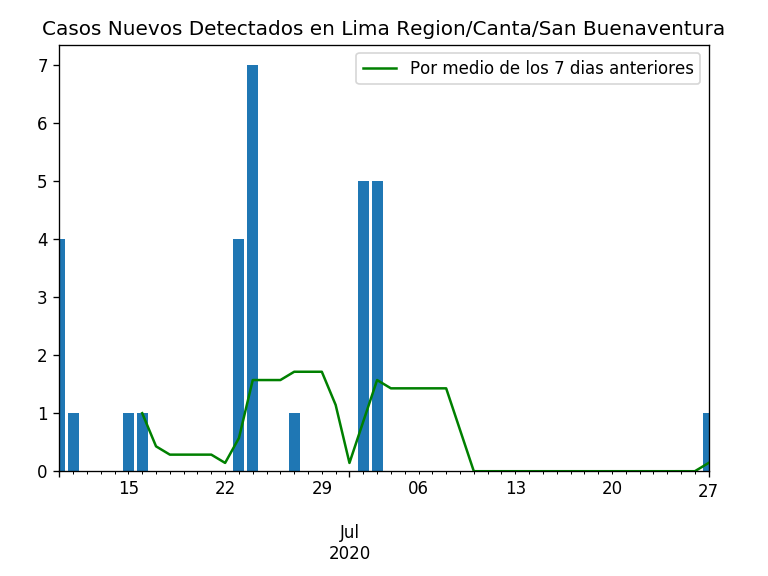 Casos Nuevos Detectados en Lima Region/Canta/San Buenaventura
Por medio de los 7 dias anteriores
7
6
5
4
3
2
1
0
15 22 29 06 13 20 27
Jul
2020